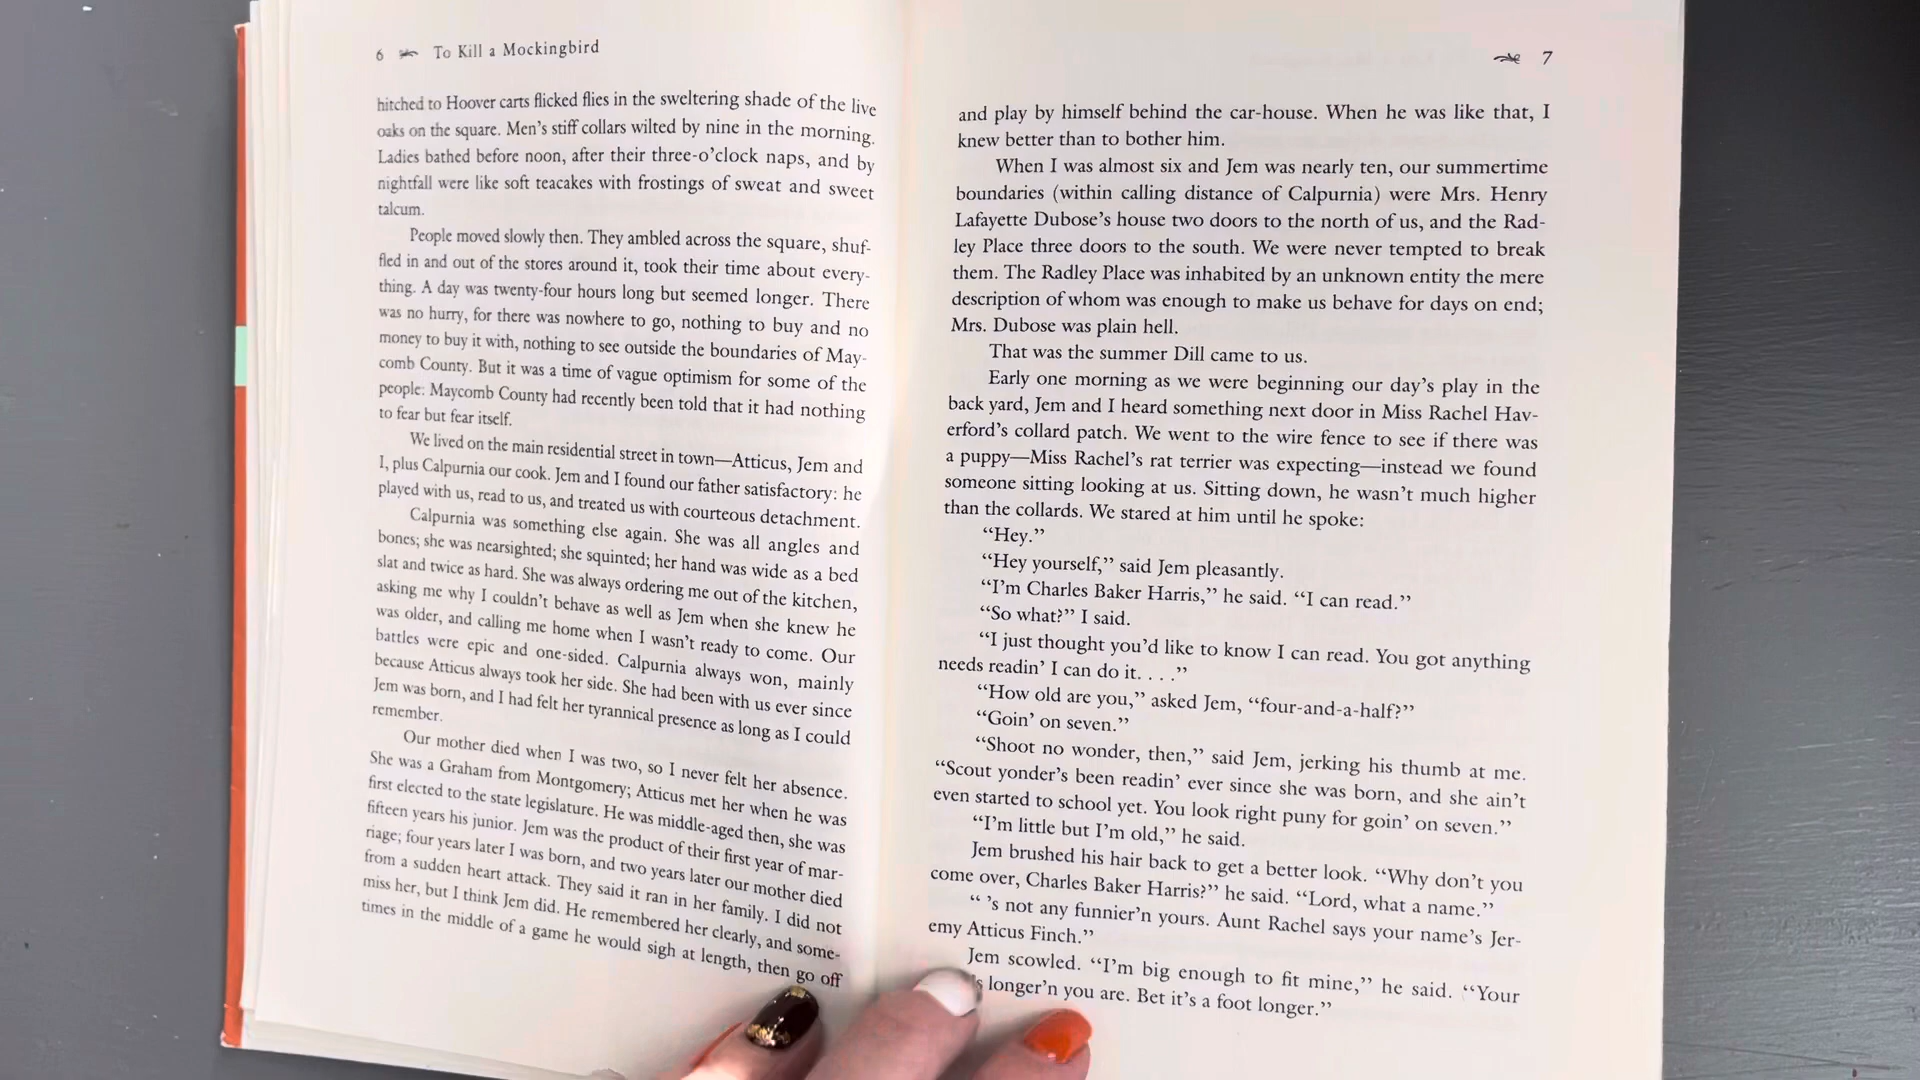 6 To Kill a Mockingbird
hitched to Hoover carts flicked flies in the sweltering shade of the live
oaks on the square. Men's stiff collars wilted by nine in the morning.
Ladies bathed before noon, after their three-o'clock naps, and by
nightfall were like soft teacakes with frostings of sweat and sweet
talcum.
People moved slowly then. They ambled across the square, shuf-
fled in and out of the stores around it, took their time about every-
thing. A day was twenty-four hours long but seemed longer. There
was no hurry, for there was nowhere to go, nothing to buy and no
money to buy it with, nothing to see outside the boundaries of May-
comb County. But it was a time of vague optimism for some of the
people: Maycomb County had recently been told that it had nothing
to fear but fear itself.
We lived on the main residential street in town—Atticus, Jem and
I, plus Calpurnia our cook. Jem and I found our father satisfactory: he
played with us, read to us, and treated us with courteous detachment.
Calpurnia was something else again. She was all angles and
bones; she was nearsighted; she squinted; her hand was wide as a bed
slat and twice as hard. She was always ordering me out of the kitchen,
asking me why I couldn't behave as well as Jem when she knew he
was older, and calling me home when I wasn't ready to come. Our
battles were epic and one-sided. Calpurnia always won, mainly
because Atticus always took her side. She had been with us ever since
Jem was born, and I had felt her tyrannical presence as long as I could
remember.
Our mother died when I was two, so I never felt her absence.
She was a Graham from Montgomery; Atticus met her when he was
first elected to the state legislature. He was middle-aged then, she was
fifteen years his junior. Jem was the product of their first year of mar-
riage; four years later I was born, and two years later our mother died
from a sudden heart attack. They said it ran in her family. I did not
miss her, but I think Jem did. He remembered her clearly, and some-
times in the middle of a game he would sigh at length, then go off
7
and play by himself behind the car-house. When he was like that, I
knew better than to bother him.
When I was almost six and Jem was nearly ten, our summertime
boundaries (within calling distance of Calpurnia) were Mrs. Henry
Lafayette Dubose's house two doors to the north of us, and the Rad-
ley Place three doors to the south. We were never tempted to break
them. The Radley Place was inhabited by an unknown entity the mere
description of whom was enough to make us behave for days on end;
Mrs. Dubose was plain hell.
That was the summer Dill came to us.
Early one morning as we were beginning our day's play in the
back yard, Jem and I heard something next door in Miss Rachel Hav-
erford's collard patch. We went to the wire fence to see if there was
a puppy—Miss Rachel's rat terrier was expecting—instead we found
someone sitting looking at us. Sitting down, he wasn't much higher
than the collards. We stared at him until he spoke:
“Hey.”
“Hey yourself,” said Jem pleasantly.
“I'm Charles Baker Harris,” he said. “I can read.”
“So what?” I said.
“I just thought you'd like to know I can read. You got anything
needs readin' I can do it. . . .”
“How old are you,” asked Jem, “four-and-a-half?”
“Goin' on seven.”
“Shoot no wonder, then,” said Jem, jerking his thumb at me.
“Scout yonder's been readin' ever since she was born, and she ain't
even started to school yet. You look right puny for goin' on seven.”
“I'm little but I'm old,” he said.
Jem brushed his hair back to get a better look. “Why don't you
come over, Charles Baker Harris?” he said. “Lord, what a name.”
“ 's not any funnier'n yours. Aunt Rachel says your name's Jer-
emy Atticus Finch.”
Jem scowled. “I'm big enough to fit mine,” he said. “Your
longer'n you are. Bet it's a foot longer.”